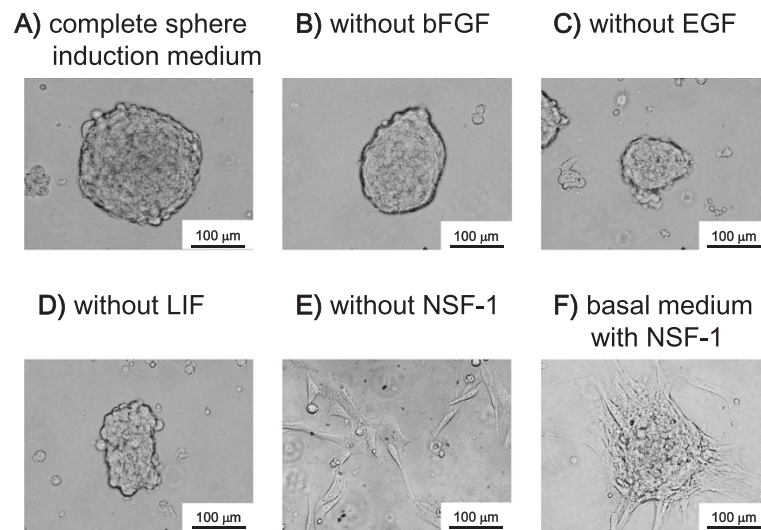 A) complete sphere
induction medium
B) without bFGF
C) without EGF
100 µm
100 µm
100 µm
D) without LIF
E) without NSF-1
F) basal medium
with NSF-1
100 µm
100 µm
100 µm